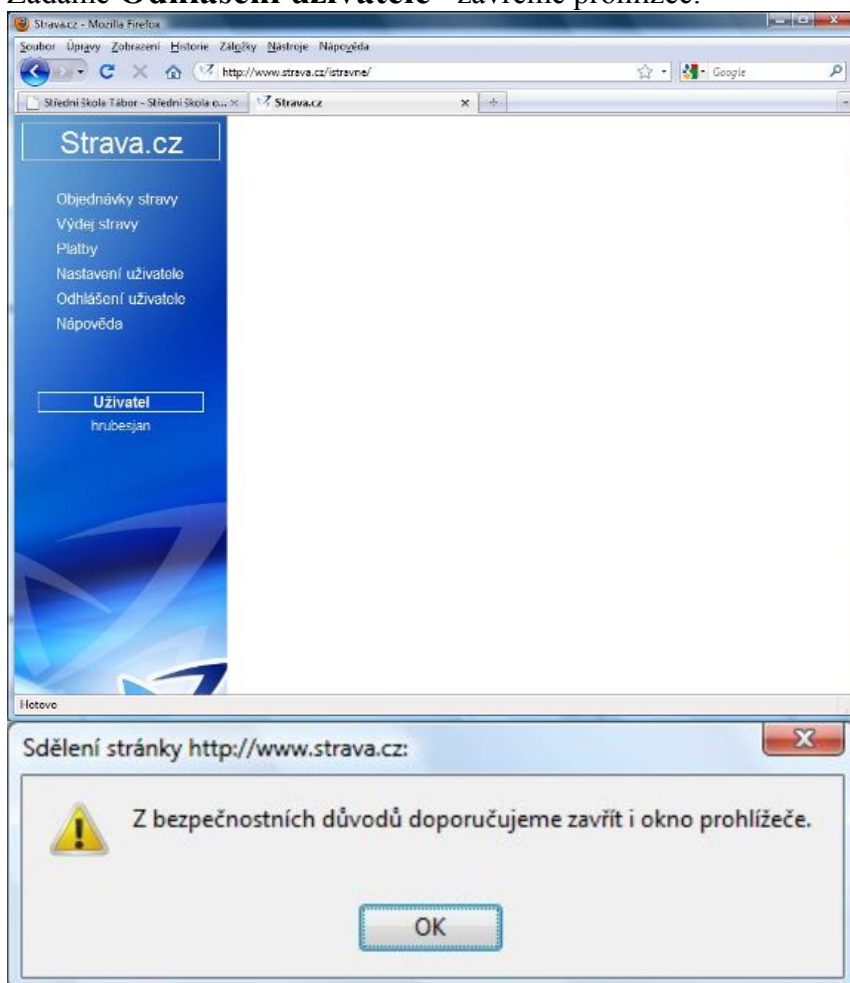 Zadáme Odhlášení uživatele - zavřeme prohlížeč.
Strava.cz - Mozilla Firefox
Soubor Úpravy Zobrazení Historie Záložky Nástroje Nápověda
http://www.strava.cz/istravne/
Google
Střední škola Tábor - Střední škola o...
Strava.cz
Strava.cz
Objednávky stravy
Výdej stravy
Platby
Nastavení uživatele
Odhlášení uživatele
Nápověda
Uživatel
hrubesjan
Hotovo
Sdělení stránky http://www.strava.cz:
Z bezpečnostních důvodů doporučujeme zavřít i okno prohlížeče.
OK